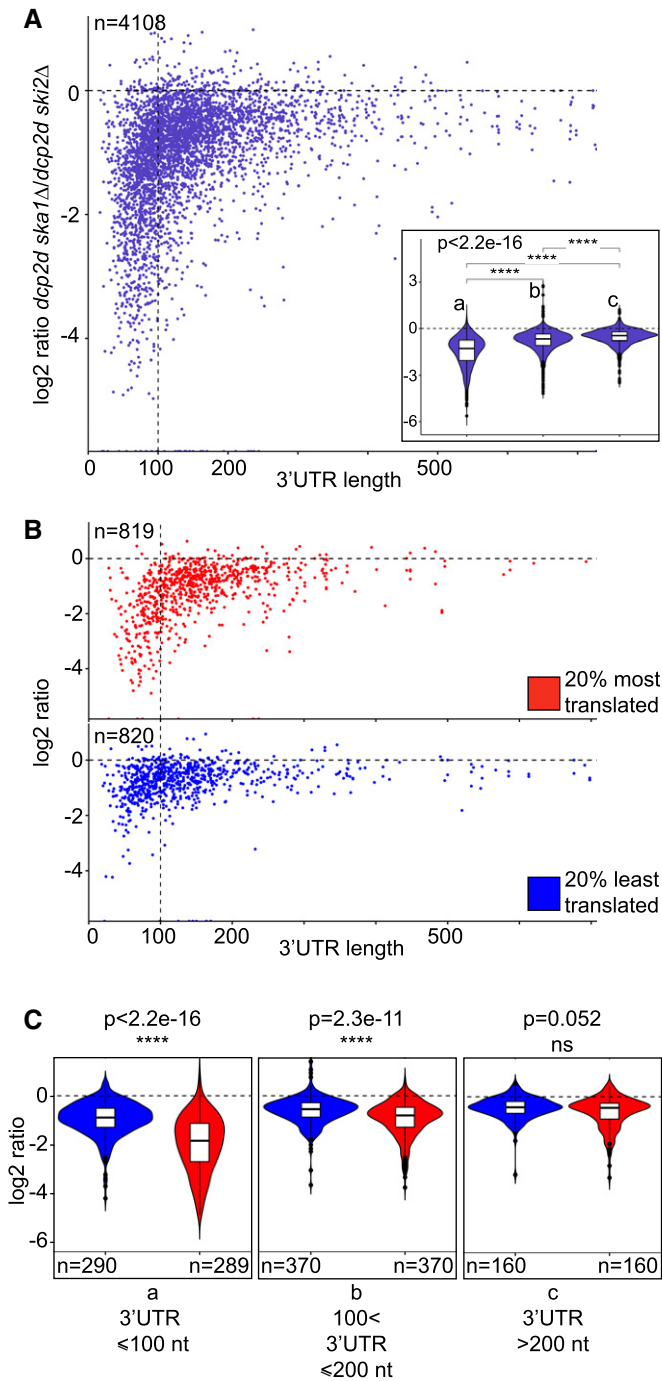 A
n=4108
log2 ratio dcp2d ska1Δ/dcp2d ski2Δ
0
-2
-4
p<2.2e-16
****
****
****
a
b
c
3
0
-3
-6
0
100
200
500
3'UTR length
B
n=819
0
-2
-4
20% most
translated
log2 ratio
n=820
0
-2
-4
20% least
translated
0
100
200
500
3'UTR length
C
p<2.2e-16
****
p=2.3e-11
****
p=0.052
ns
log2 ratio
0
-2
-4
-6
n=290
n=289
n=370
n=370
n=160
n=160
a
3'UTR
⩽100 nt
b
100<
3'UTR
⩽200 nt
c
3'UTR
>200 nt